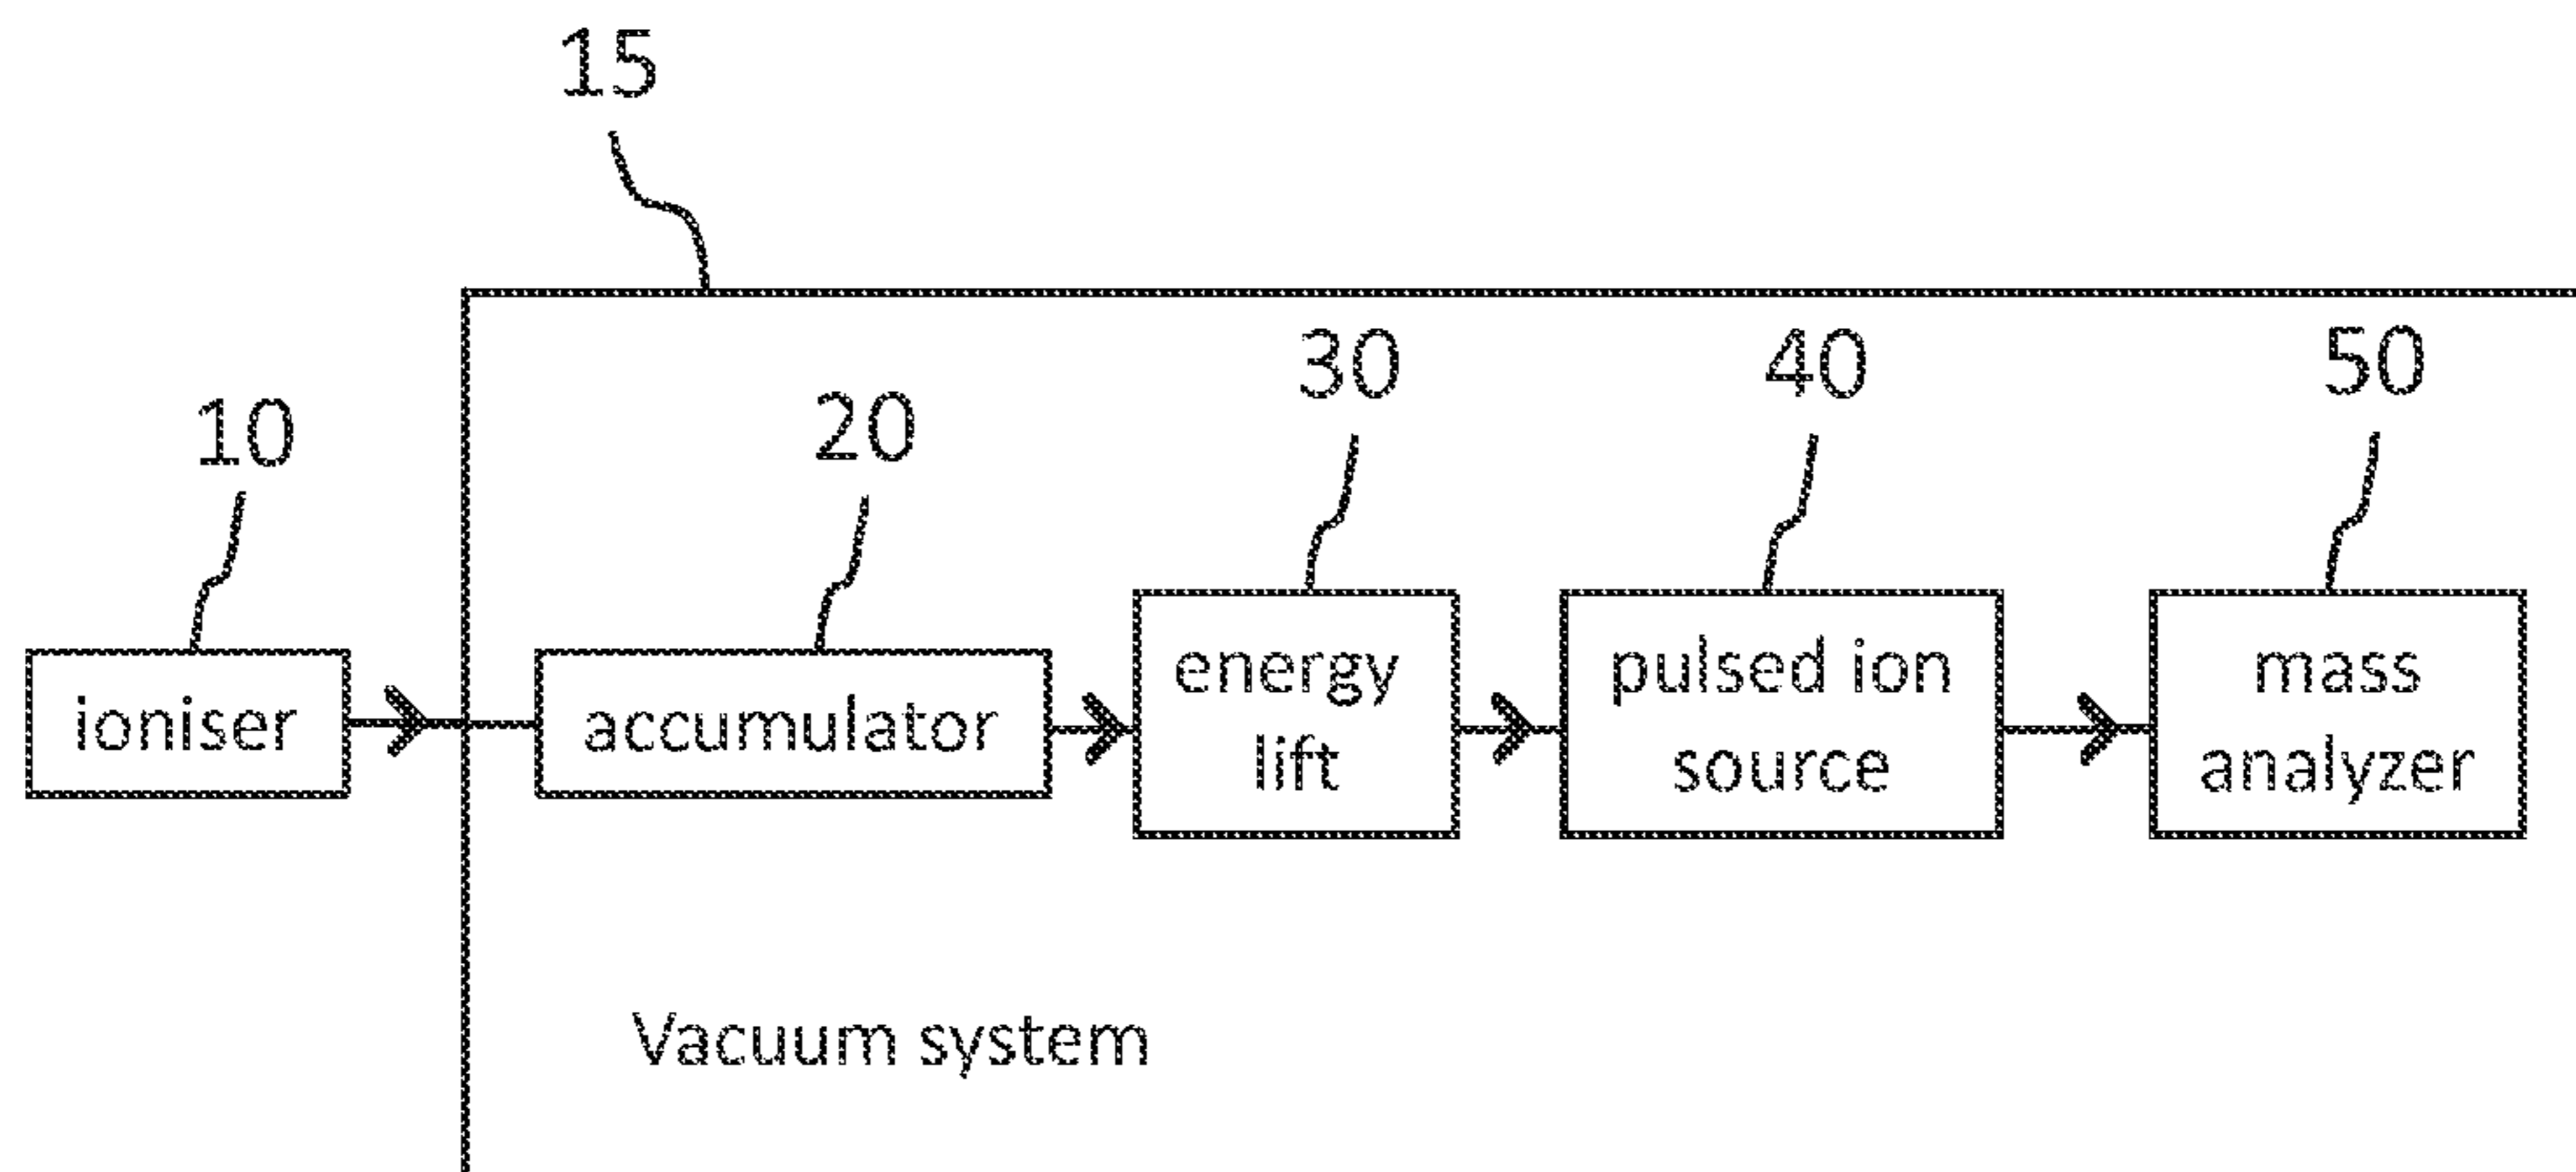 15
10
20
30
40
50
ioniser
accumulator
energy
lift
pulsed ion
source
mass
analyzer
Vacuum system